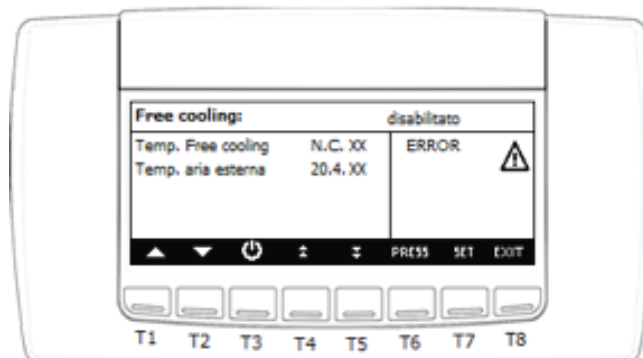 Free cooling: disabilitato
Temp. Free cooling N.C. XX ERROR
Temp. aria esterna 20.4. XX
PRESS SET EXIT
T1 T2 T3 T4 T5 T6 T7 T8